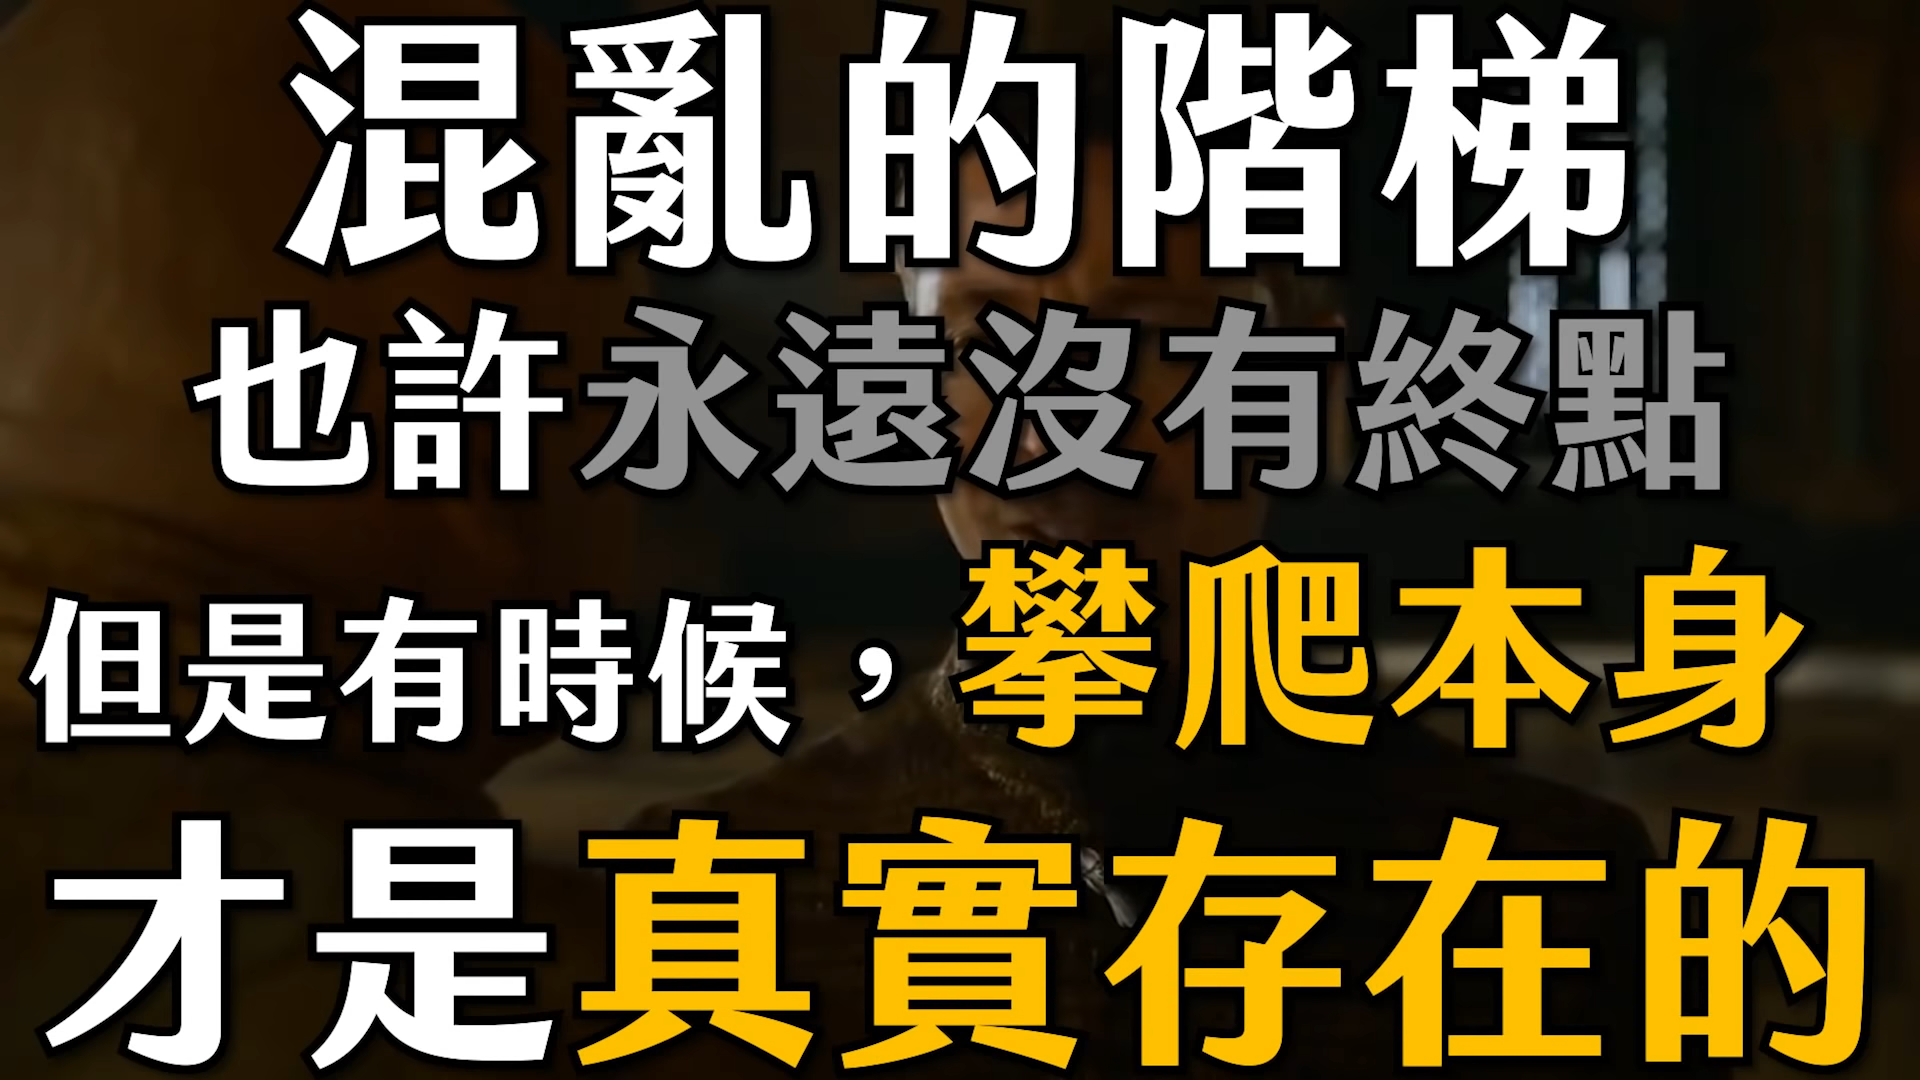 混亂的階梯
也許永遠沒有終點
但是有時候，攀爬本身
才是真實存在的